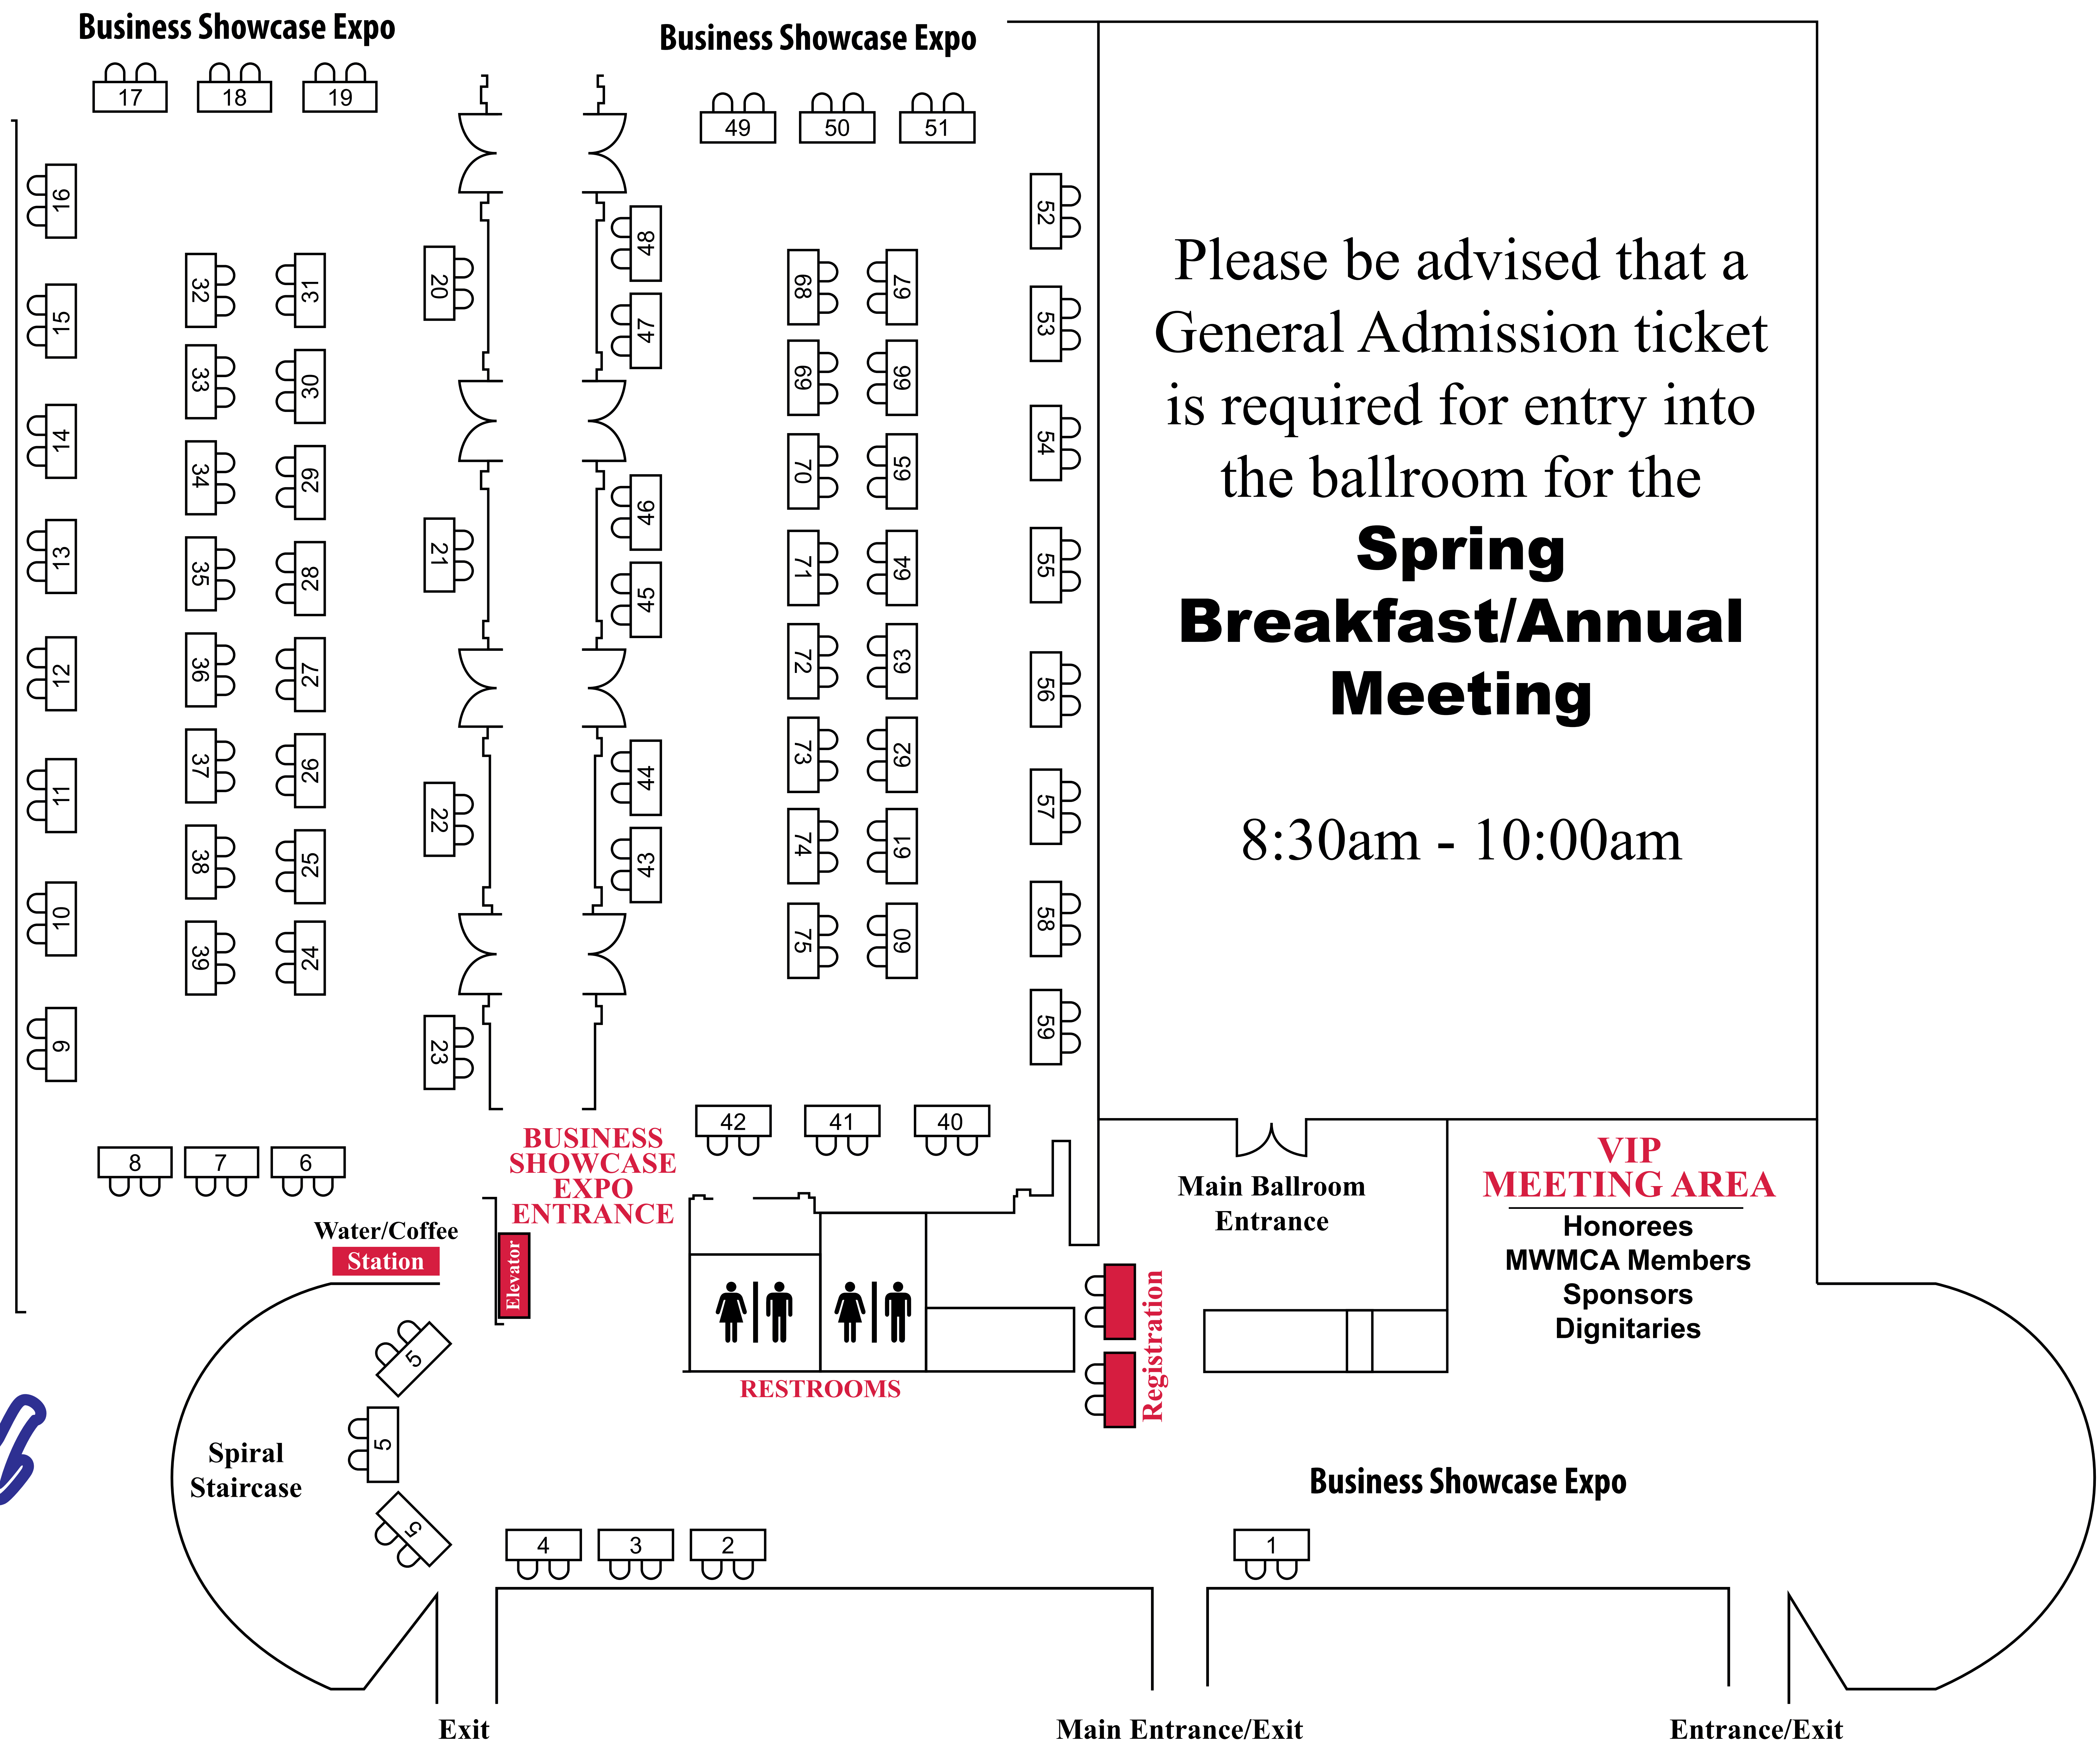 Business Showcase Expo
Business Showcase Expo
17
18
19
49
50
51
16
15
14
13
12
11
10
9
32
33
34
35
36
37
38
39
31
30
29
28
27
26
25
24
20
21
22
23
48
47
46
45
44
43
68
69
70
71
72
73
74
75
67
66
65
64
63
62
61
60
52
53
54
55
56
57
58
59
Please be advised that a
General Admission ticket
is required for entry into
the ballroom for the
Spring
Breakfast/Annual
Meeting
8:30am - 10:00am
8
7
6
42
41
40
BUSINESS
SHOWCASE
EXPO
ENTRANCE
Main Ballroom
Entrance
VIP
MEETING AREA
Honorees
MWMCA Members
Sponsors
Dignitaries
Water/Coffee
Station
Elevator
RESTROOMS
Registration
5
5
5
Spiral
Staircase
Business Showcase Expo
4
3
2
1
Exit
Main Entrance/Exit
Entrance/Exit